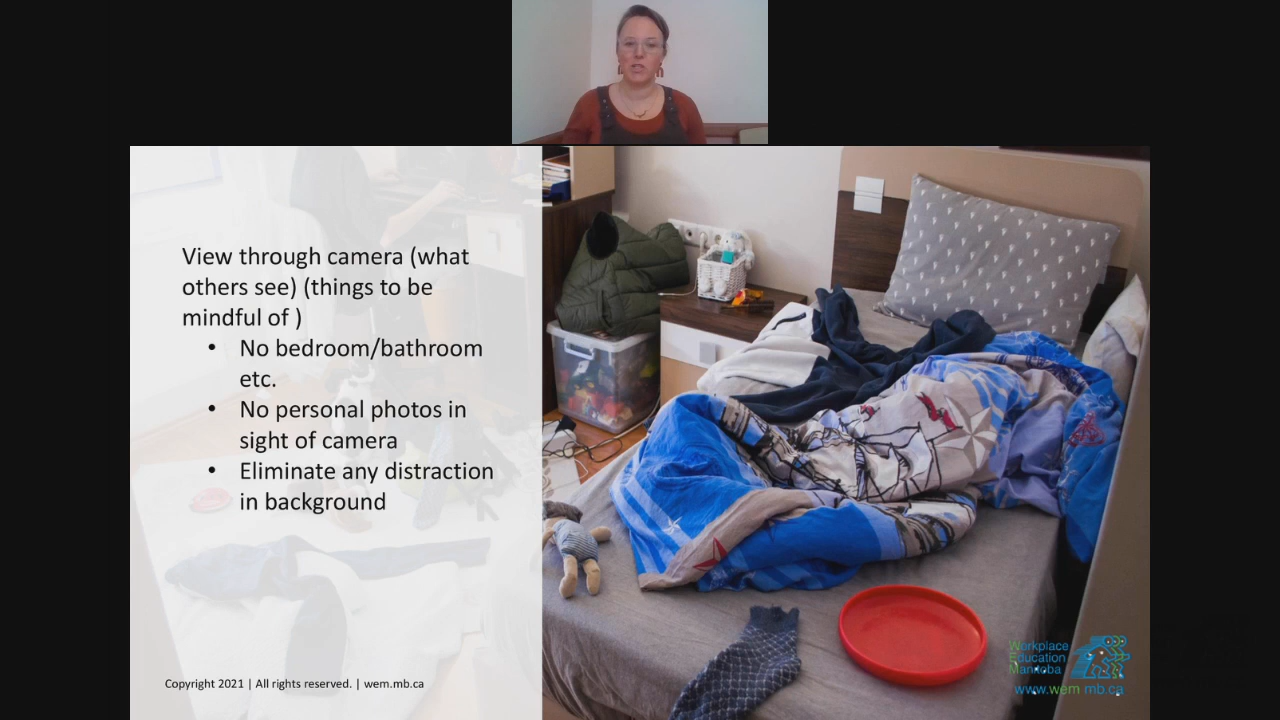 View through camera (what
others see) (things to be
mindful of )
• No bedroom/bathroom
etc.
• No personal photos in
sight of camera
• Eliminate any distraction
in background
Copyright 2021 | All rights reserved. | wem.mb.ca
Workplace
Education
Manitoba
www.wem.mb.ca